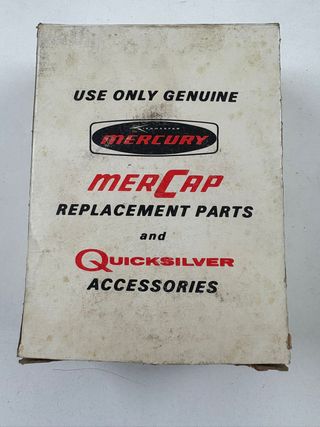 USE ONLY GENUINE
KIEKHAEFER
MERCURY
MERCAP
REPLACEMENT PARTS
and
QUICKSILVER
ACCESSORIES